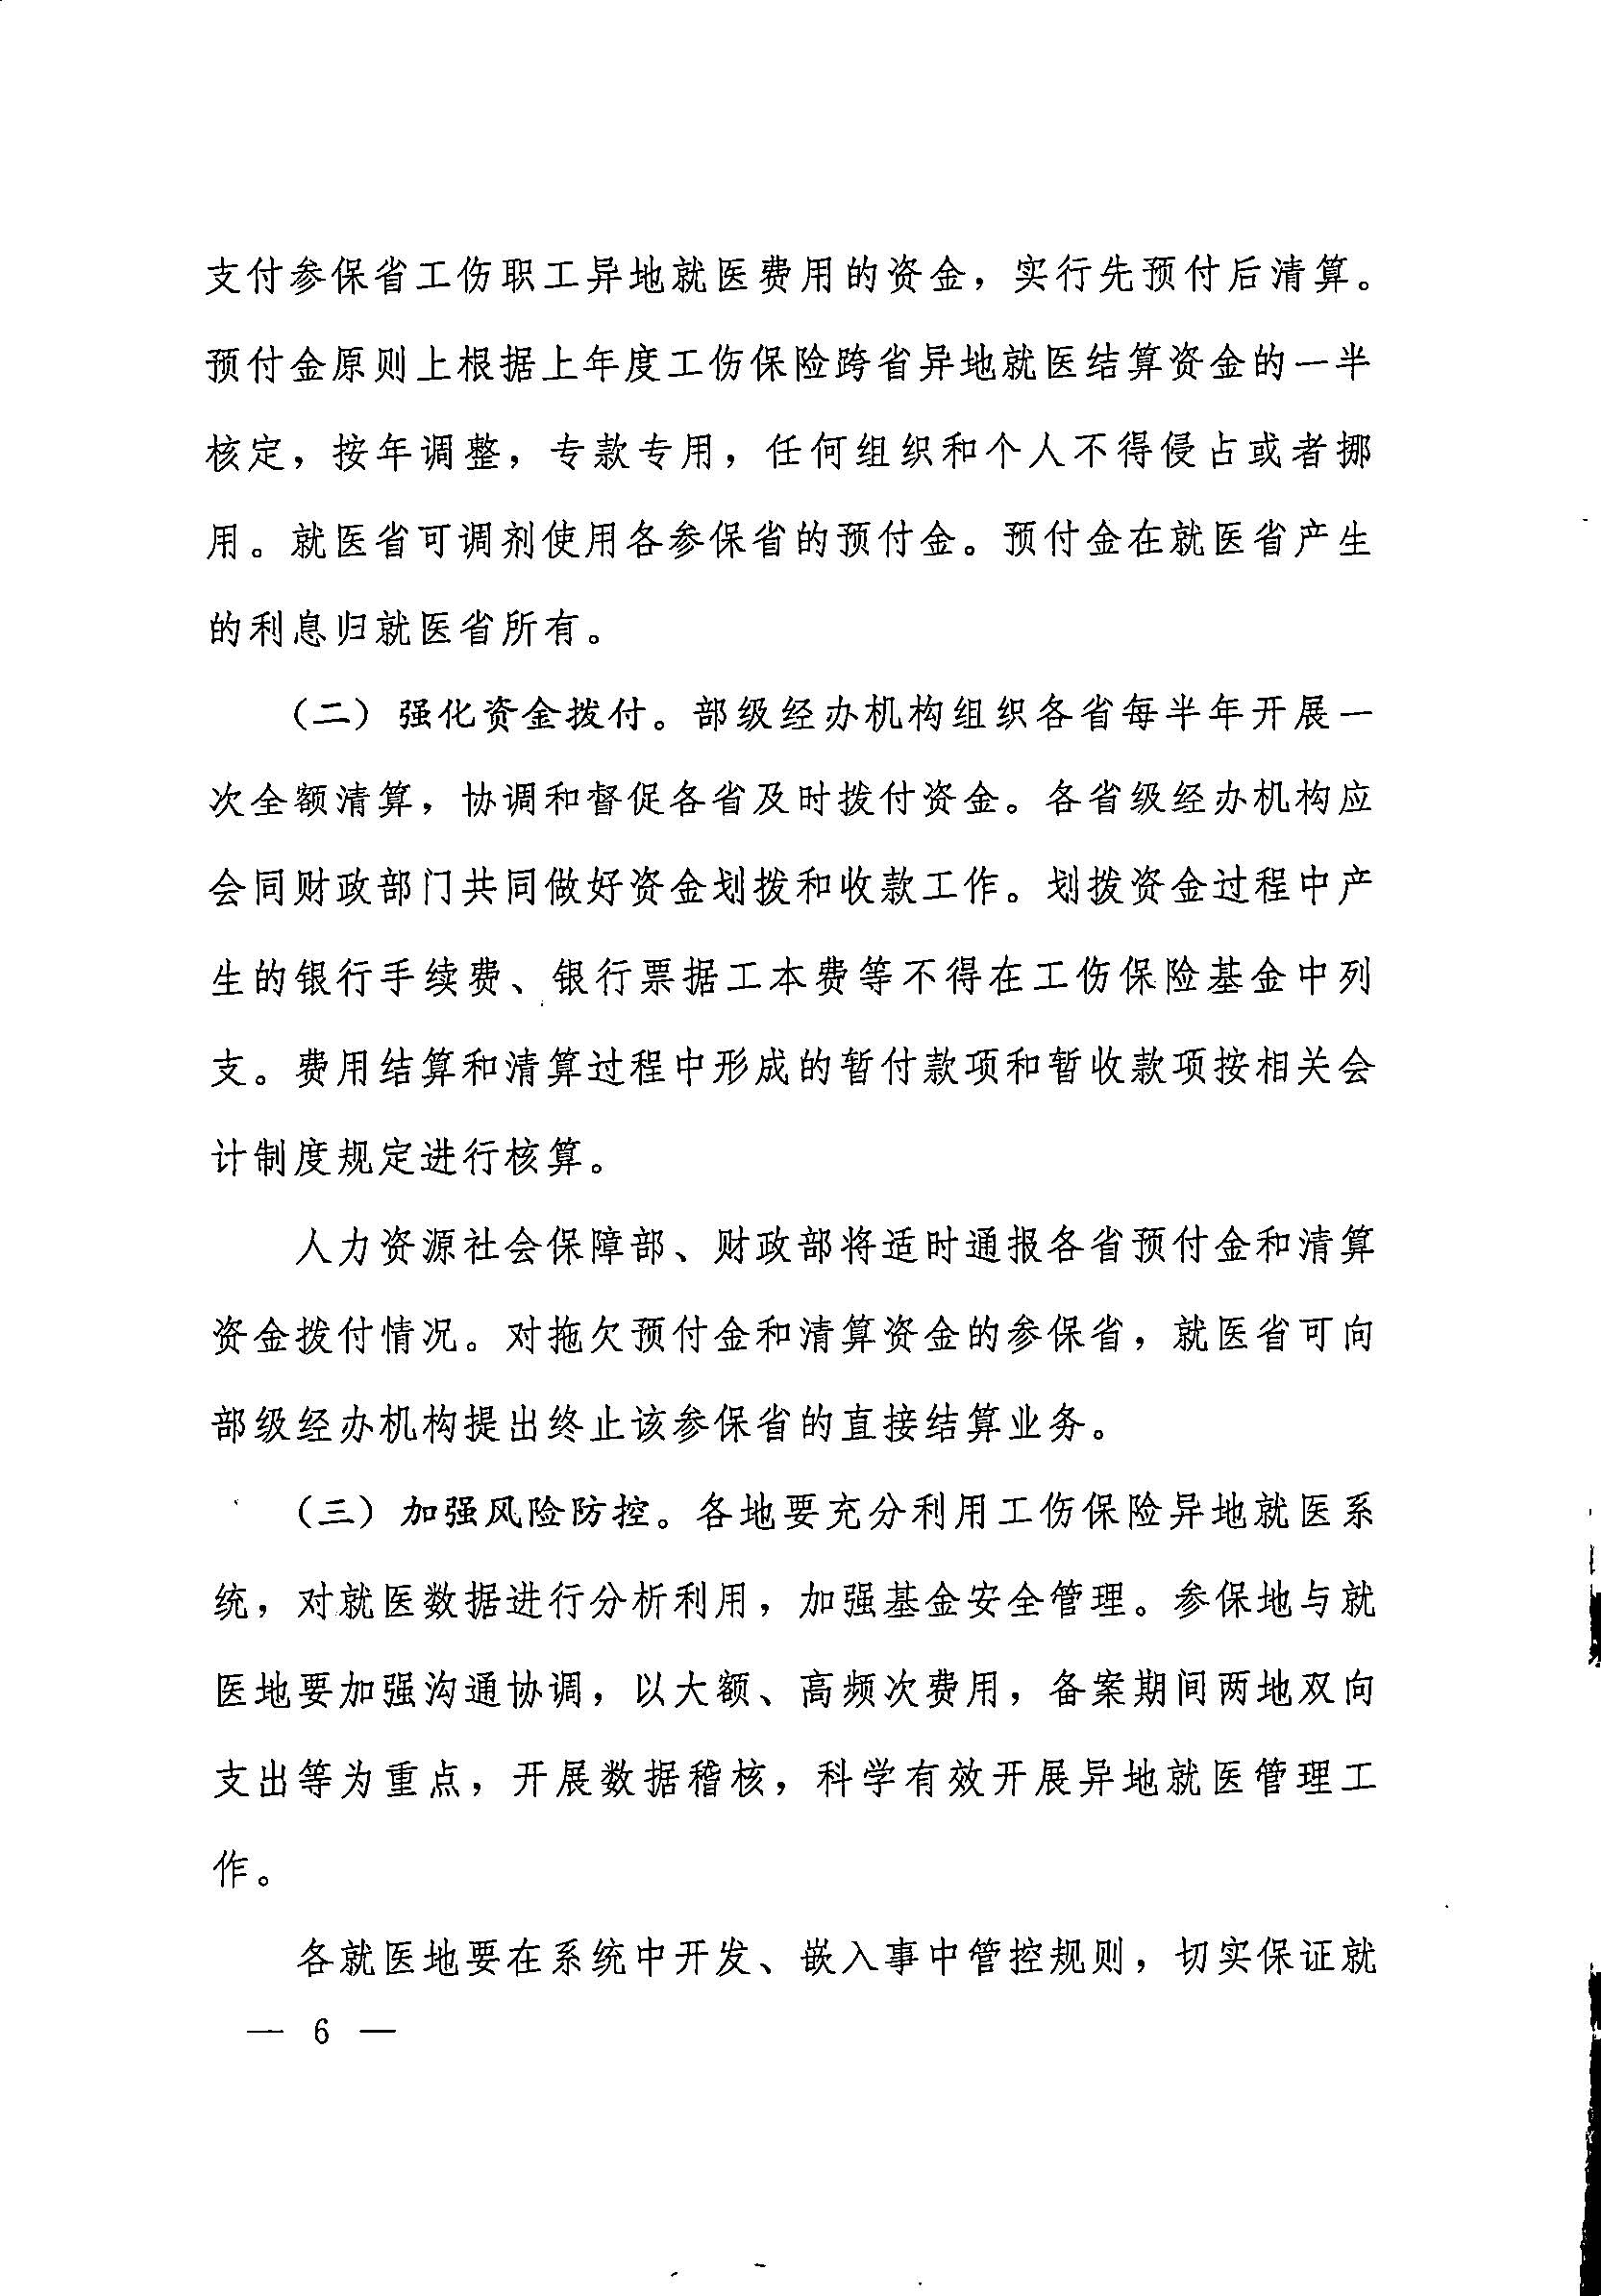 支付参保省工伤职工异地就医费用的资金，实行先预付后清算。
预付金原则上根据上年度工伤保险跨省异地就医结算资金的一半
核定，按年调整，专款专用，任何组织和个人不得侵占或者挪
用。就医省可调剂使用各参保省的预付金。预付金在就医省产生
的利息归就医省所有。
（二）强化资金拨付。部级经办机构组织各省每半年开展一
次全额清算，协调和督促各省及时拨付资金。各省级经办机构应
会同财政部门共同做好资金划拨和收款工作。划拨资金过程中产
生的银行手续费、银行票据工本费等不得在工伤保险基金中列
支。费用结算和清算过程中形成的暂付款项和暂收款项按相关会
计制度规定进行核算。
人力资源社会保障部、财政部将适时通报各省预付金和清算
资金拨付情况。对拖欠预付金和清算资金的参保省，就医省可向
部级经办机构提出终止该参保省的直接结算业务。
（三）加强风险防控。各地要充分利用工伤保险异地就医系
统，对就医数据进行分析利用，加强基金安全管理。参保地与就
医地要加强沟通协调，以大额、高频次费用，备案期间两地双向
支出等为重点，开展数据稽核，科学有效开展异地就医管理工
作。
各就医地要在系统中开发、嵌入事中管控规则，切实保证就
— 6 —